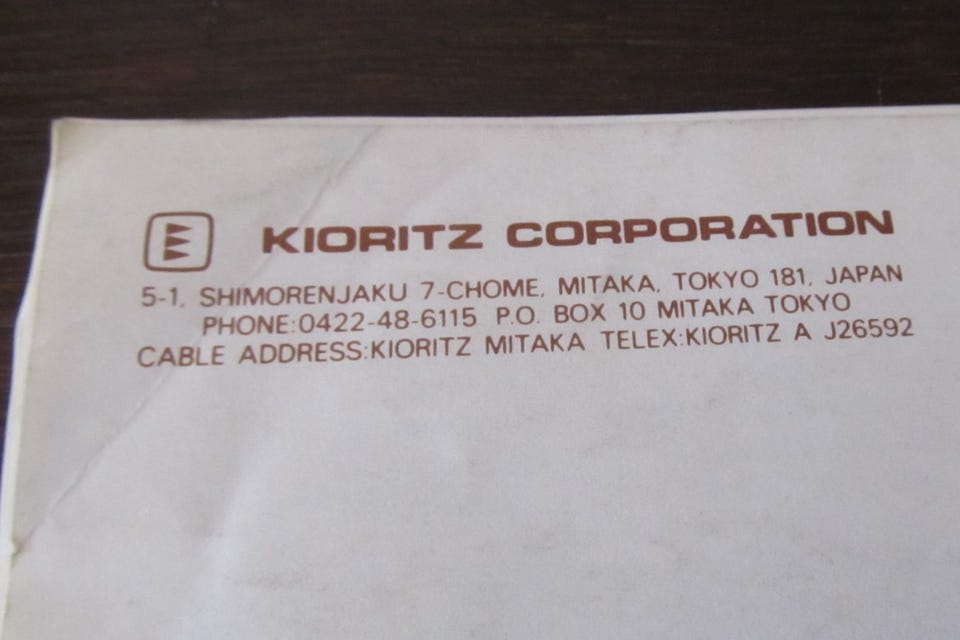 KIORITZ CORPORATION
5-1, SHIMORENJAKU 7-CHOME, MITAKA, TOKYO 181, JAPAN
PHONE:0422-48-6115 P.O. BOX 10 MITAKA TOKYO
CABLE ADDRESS:KIORITZ MITAKA TELEX:KIORITZ A J26592